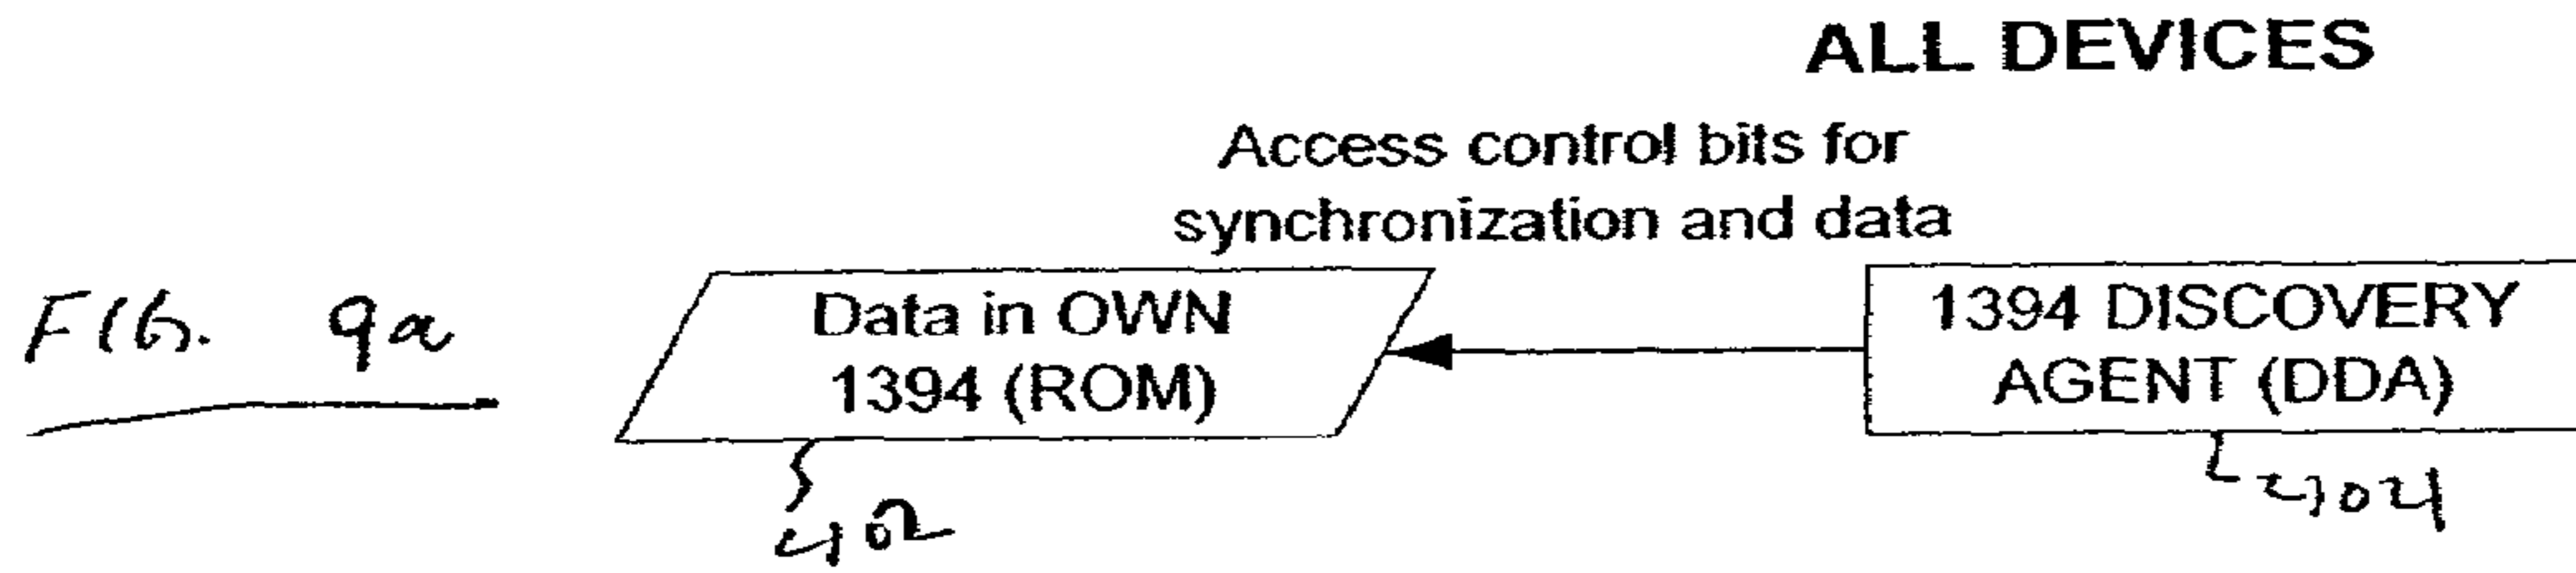 ALL DEVICES
Access control bits for
synchronization and data
FIG. 9a
Data in OWN
1394 (ROM)
1394 DISCOVERY
AGENT (DDA)
402
404